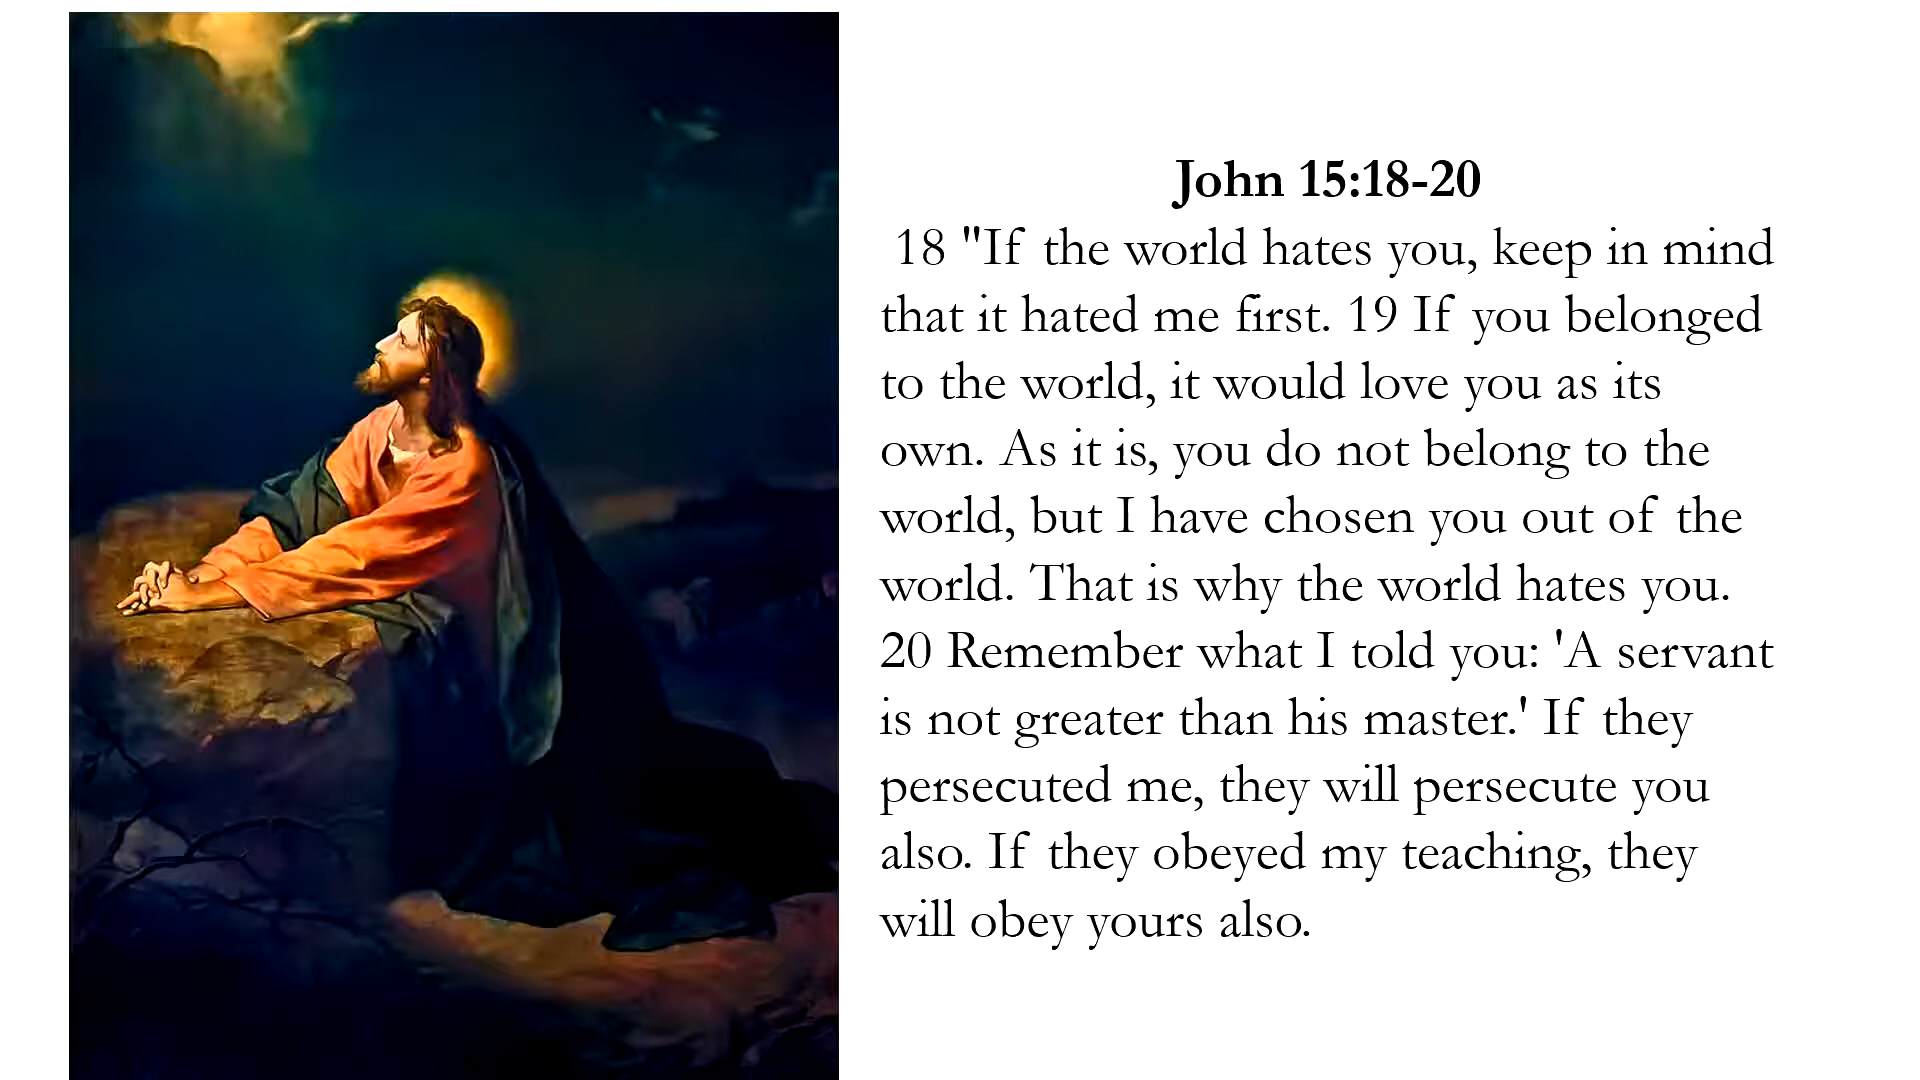 John 15:18-20
18 "If the world hates you, keep in mind
that it hated me first. 19 If you belonged
to the world, it would love you as its
own. As it is, you do not belong to the
world, but I have chosen you out of the
world. That is why the world hates you.
20 Remember what I told you: 'A servant
is not greater than his master.' If they
persecuted me, they will persecute you
also. If they obeyed my teaching, they
will obey yours also.